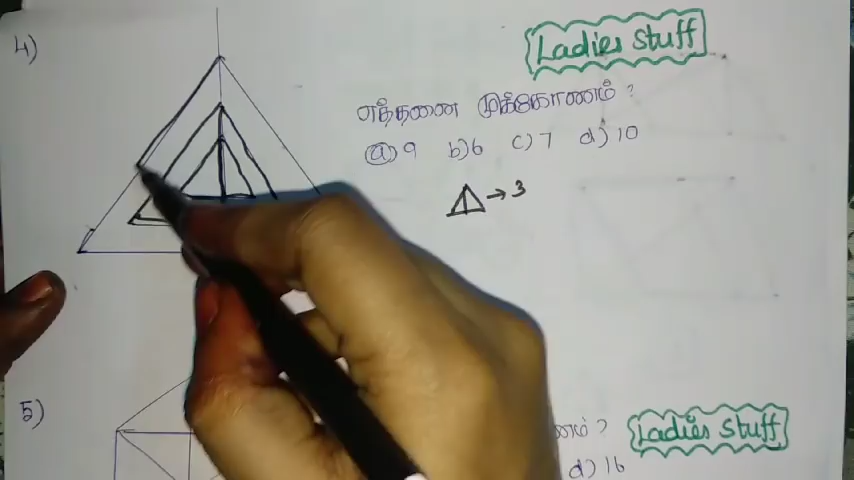 4)
Ladies Stuff
எத்தனை முக்கோணம்?
a) 9 b) 6 c) 7 d) 10
→ 3
5)
ணம்?
Ladies Stuff
d) 16